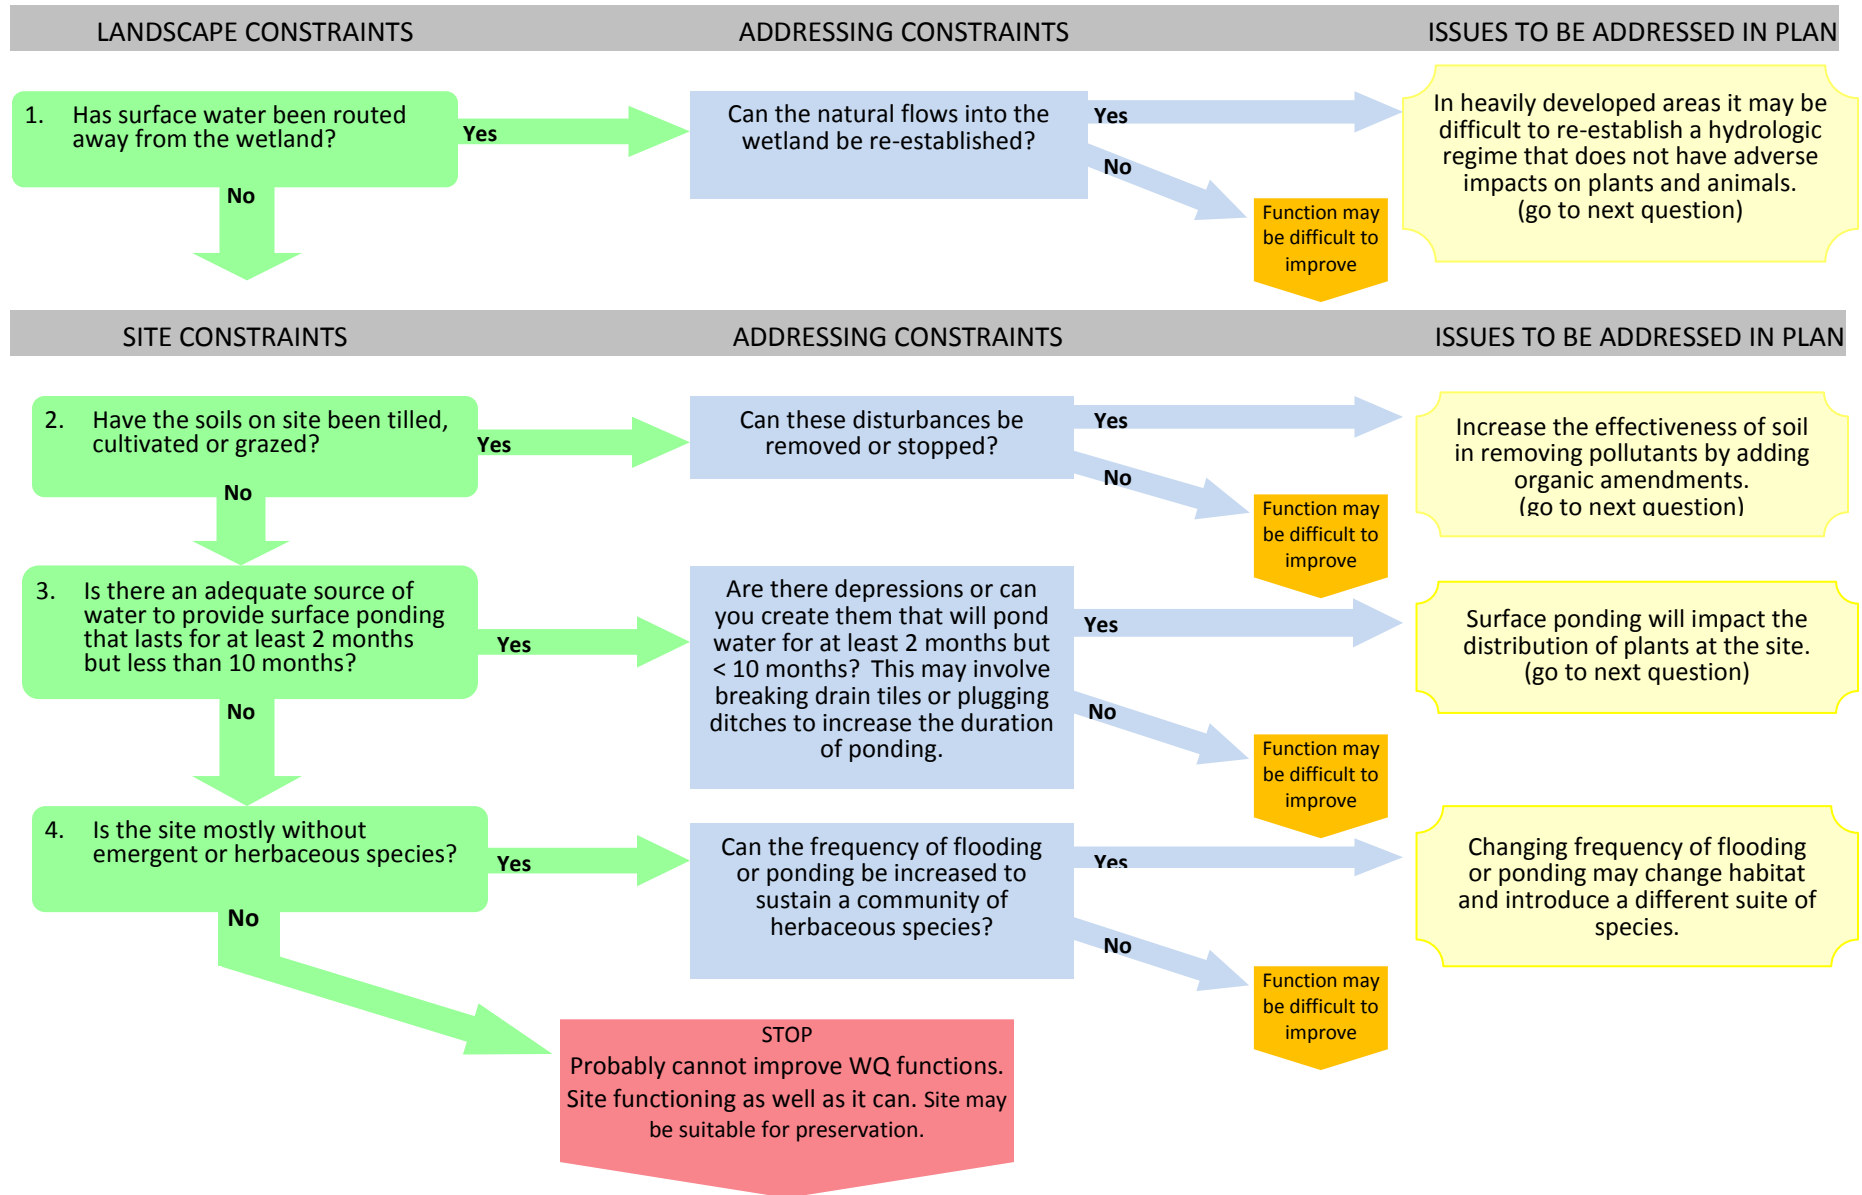 LANDSCAPE CONSTRAINTS
ADDRESSING CONSTRAINTS
ISSUES TO BE ADDRESSED IN PLAN
1. Has surface water been routed
away from the wetland?
Yes
No
Can the natural flows into the
wetland be re-established?
Yes
No
Function may
be difficult to
improve
In heavily developed areas it may be
difficult to re-establish a hydrologic
regime that does not have adverse
impacts on plants and animals.
(go to next question)
SITE CONSTRAINTS
ADDRESSING CONSTRAINTS
ISSUES TO BE ADDRESSED IN PLAN
2. Have the soils on site been tilled,
cultivated or grazed?
Yes
No
Can these disturbances be
removed or stopped?
Yes
No
Function may
be difficult to
improve
Increase the effectiveness of soil
in removing pollutants by adding
organic amendments.
(go to next question)
3. Is there an adequate source of
water to provide surface ponding
that lasts for at least 2 months
but less than 10 months?
Yes
No
Are there depressions or can
you create them that will pond
water for at least 2 months but
< 10 months? This may involve
breaking drain tiles or plugging
ditches to increase the duration
of ponding.
Yes
No
Function may
be difficult to
improve
Surface ponding will impact the
distribution of plants at the site.
(go to next question)
4. Is the site mostly without
emergent or herbaceous species?
Yes
No
Can the frequency of flooding
or ponding be increased to
sustain a community of
herbaceous species?
Yes
No
Function may
be difficult to
improve
Changing frequency of flooding
or ponding may change habitat
and introduce a different suite of
species.
STOP
Probably cannot improve WQ functions.
Site functioning as well as it can. Site may
be suitable for preservation.